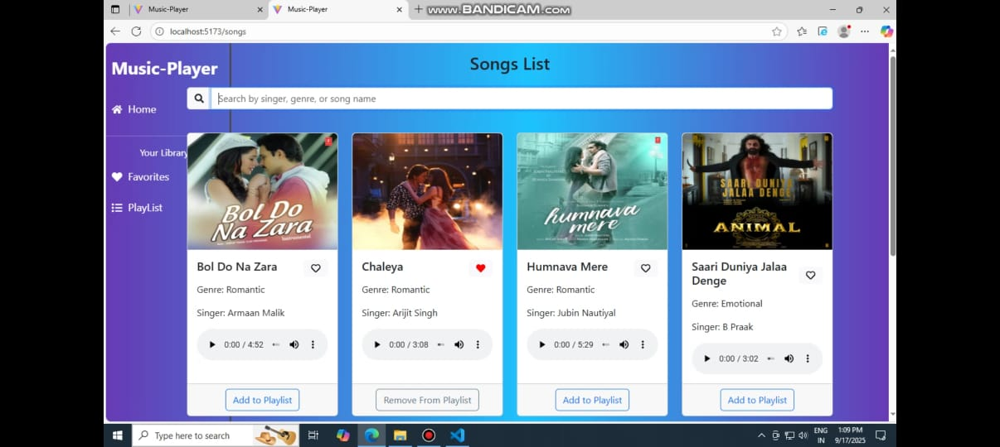 Music-Player
Music-Player
www.BANDICAM.com
localhost:5173/songs
Music-Player
Songs List
Search by singer, genre, or song name
Home
Your Library
Favorites
PlayList
BOL DO NA ZARA
Instrumental
humnava mere
SAARI DUNIYA JALAA DENGE
ANIMAL
Bol Do Na Zara
Genre: Romantic
Singer: Armaan Malik
0:00 / 4:52
Add to Playlist
Chaleya
Genre: Romantic
Singer: Arijit Singh
0:00 / 3:08
Remove From Playlist
Humnava Mere
Genre: Romantic
Singer: Jubin Nautiyal
0:00 / 5:29
Add to Playlist
Saari Duniya Jalaa
Denge
Genre: Emotional
Singer: B Praak
0:00 / 3:02
Add to Playlist
Type here to search
ENG
IN
1:09 PM
9/17/2025